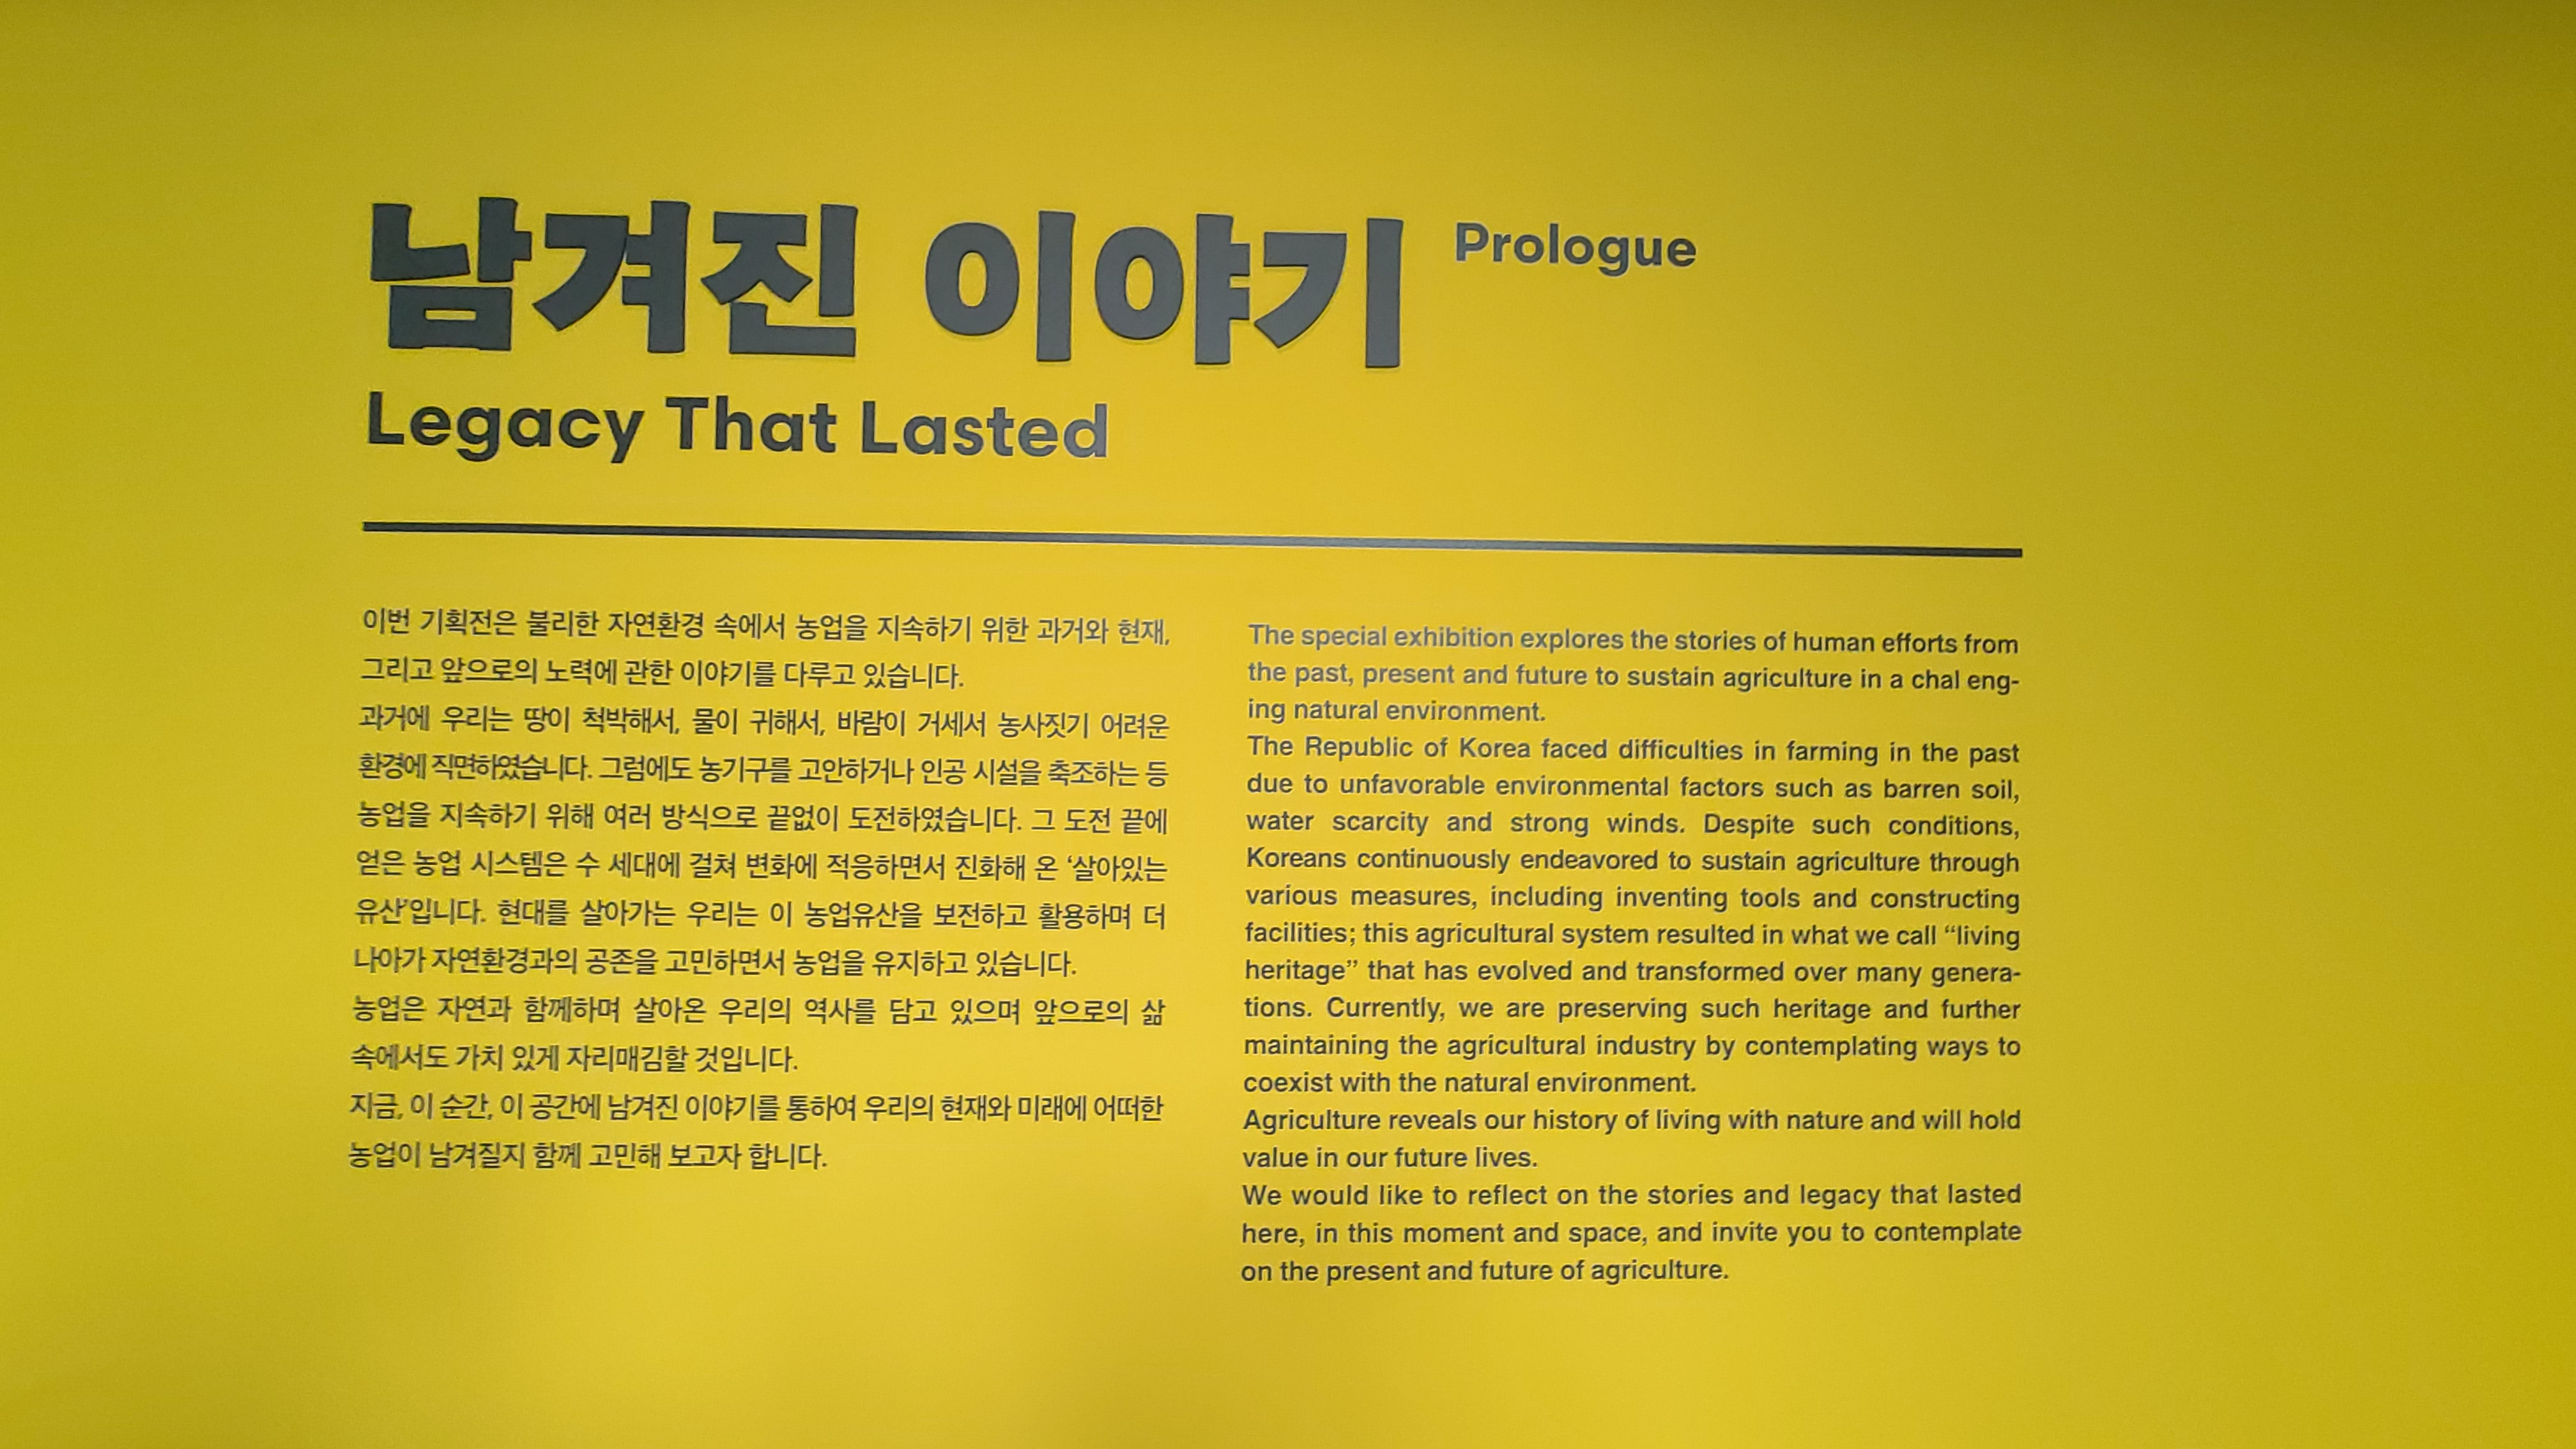 남겨진 이야기 Prologue
Legacy That Lasted
이번 기획전은 불리한 자연환경 속에서 농업을 지속하기 위한 과거와 현재,
그리고 앞으로의 노력에 관한 이야기를 다루고 있습니다.
과거에 우리는 땅이 척박해서, 물이 귀해서, 바람이 거세서 농사짓기 어려운
환경에 직면하였습니다. 그럼에도 농기구를 고안하거나 인공 시설을 축조하는 등
농업을 지속하기 위해 여러 방식으로 끝없이 도전하였습니다. 그 도전 끝에
얻은 농업 시스템은 수 세대에 걸쳐 변화에 적응하면서 진화해 온 ‘살아있는
유산’입니다. 현대를 살아가는 우리는 이 농업유산을 보전하고 활용하며 더
나아가 자연환경과의 공존을 고민하면서 농업을 유지하고 있습니다.
농업은 자연과 함께하며 살아온 우리의 역사를 담고 있으며 앞으로의 삶
속에서도 가치 있게 자리매김할 것입니다.
지금, 이 순간, 이 공간에 남겨진 이야기를 통하여 우리의 현재와 미래에 어떠한
농업이 남겨질지 함께 고민해 보고자 합니다.
The special exhibition explores the stories of human efforts from
the past, present and future to sustain agriculture in a chal eng-
ing natural environment.
The Republic of Korea faced difficulties in farming in the past
due to unfavorable environmental factors such as barren soil,
water scarcity and strong winds. Despite such conditions,
Koreans continuously endeavored to sustain agriculture through
various measures, including inventing tools and constructing
facilities; this agricultural system resulted in what we call “living
heritage” that has evolved and transformed over many genera-
tions. Currently, we are preserving such heritage and further
maintaining the agricultural industry by contemplating ways to
coexist with the natural environment.
Agriculture reveals our history of living with nature and will hold
value in our future lives.
We would like to reflect on the stories and legacy that lasted
here, in this moment and space, and invite you to contemplate
on the present and future of agriculture.